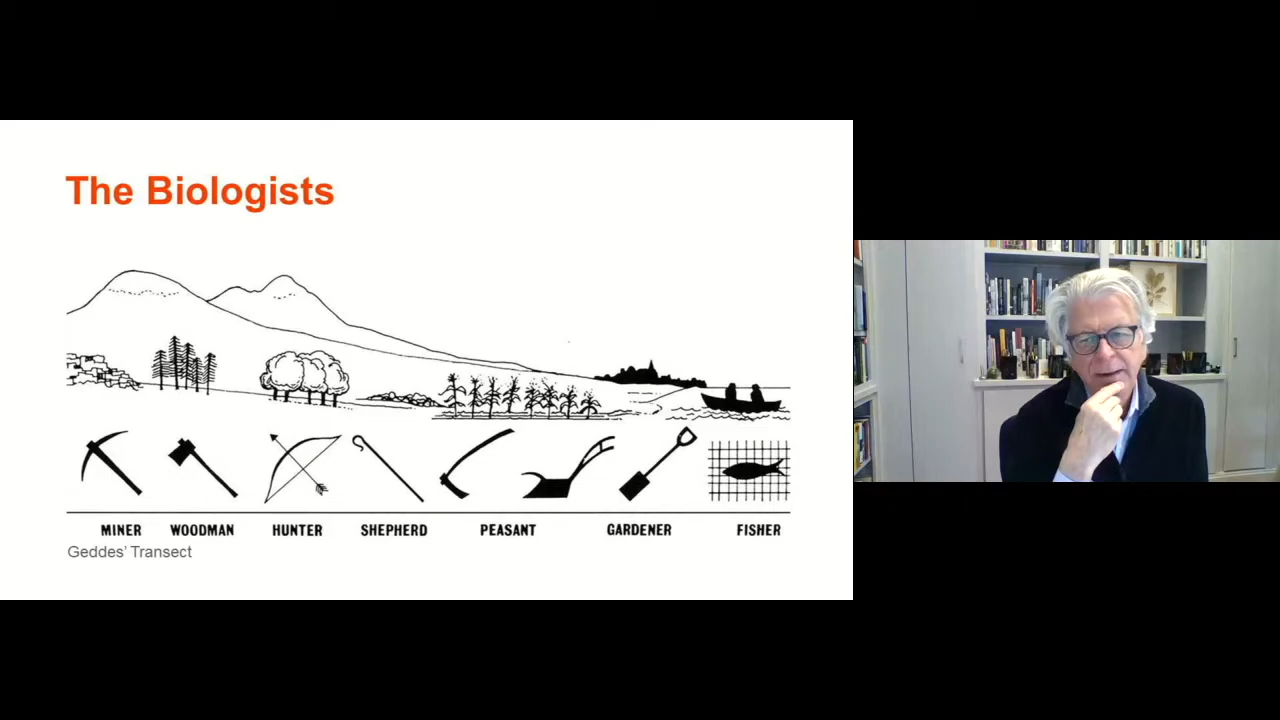 The Biologists
MINER WOODMAN HUNTER SHEPHERD PEASANT GARDENER FISHER
Geddes' Transect